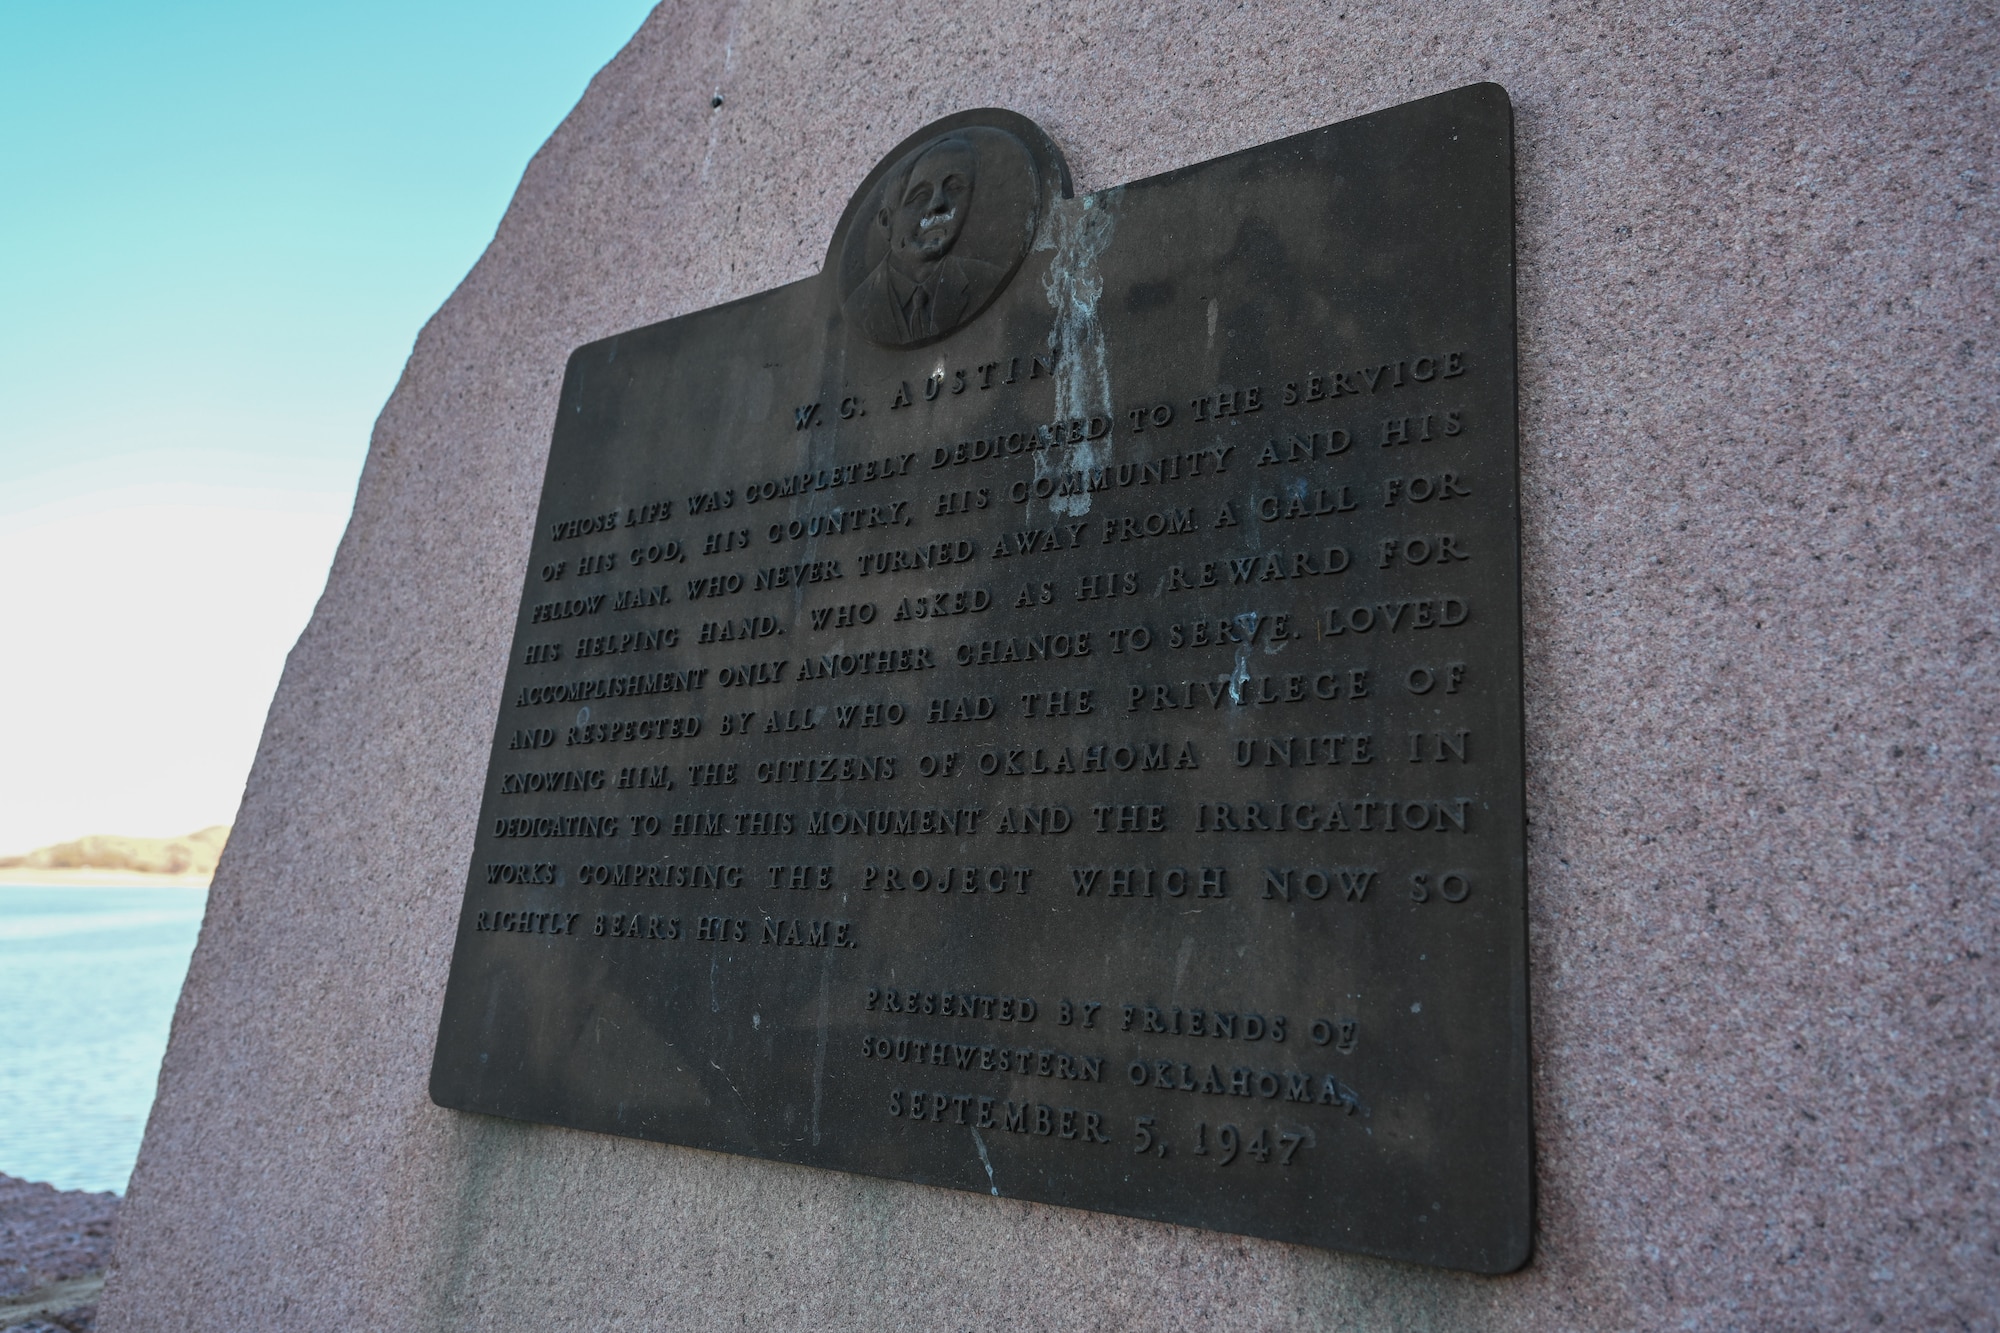 W. C. AUSTIN
WHOSE LIFE WAS COMPLETELY DEDICATED TO THE SERVICE
OF HIS GOD, HIS COUNTRY, HIS COMMUNITY AND HIS
FELLOW MAN. WHO NEVER TURNED AWAY FROM A CALL FOR
HIS HELPING HAND. WHO ASKED AS HIS REWARD FOR
ACCOMPLISHMENT ONLY ANOTHER CHANCE TO SERVE. LOVED
AND RESPECTED BY ALL WHO HAD THE PRIVILEGE OF
KNOWING HIM, THE CITIZENS OF OKLAHOMA UNITE IN
DEDICATING TO HIM THIS MONUMENT AND THE IRRIGATION
WORKS COMPRISING THE PROJECT WHICH NOW SO
RIGHTLY BEARS HIS NAME.
PRESENTED BY FRIENDS OF
SOUTHWESTERN OKLAHOMA,
SEPTEMBER 5, 1947